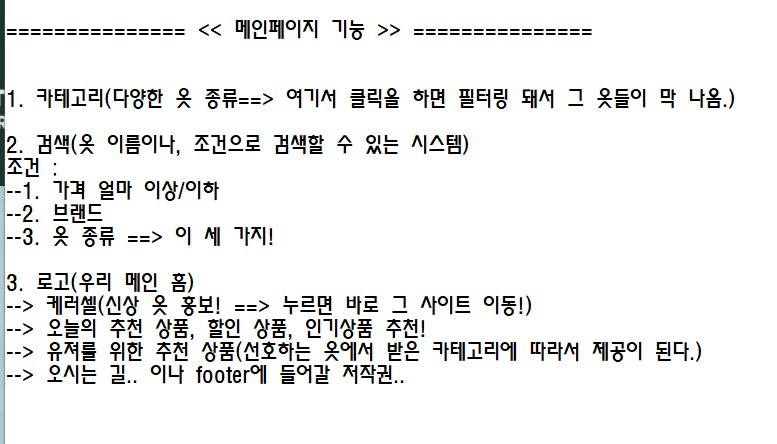 =============== << 메인페이지 기능 >> ===============
1. 카테고리(다양한 옷 종류==> 여기서 클릭을 하면 필터링 돼서 그 옷들이 막 나옴.)
2. 검색(옷 이름이나, 조건으로 검색할 수 있는 시스템)
조건 :
--1. 가격 얼마 이상/이하
--2. 브랜드
--3. 옷 종류 ==> 이 세 가지!
3. 로고(우리 메인 홈)
--> 케러셀(신상 옷 홍보! ==> 누르면 바로 그 사이트 이동!)
--> 오늘의 추천 상품, 할인 상품, 인기상품 추천!
--> 유져를 위한 추천 상품(선호하는 옷에서 받은 카테고리에 따라서 제공이 된다.)
--> 오시는 길.. 이나 footer에 들어갈 저작권..